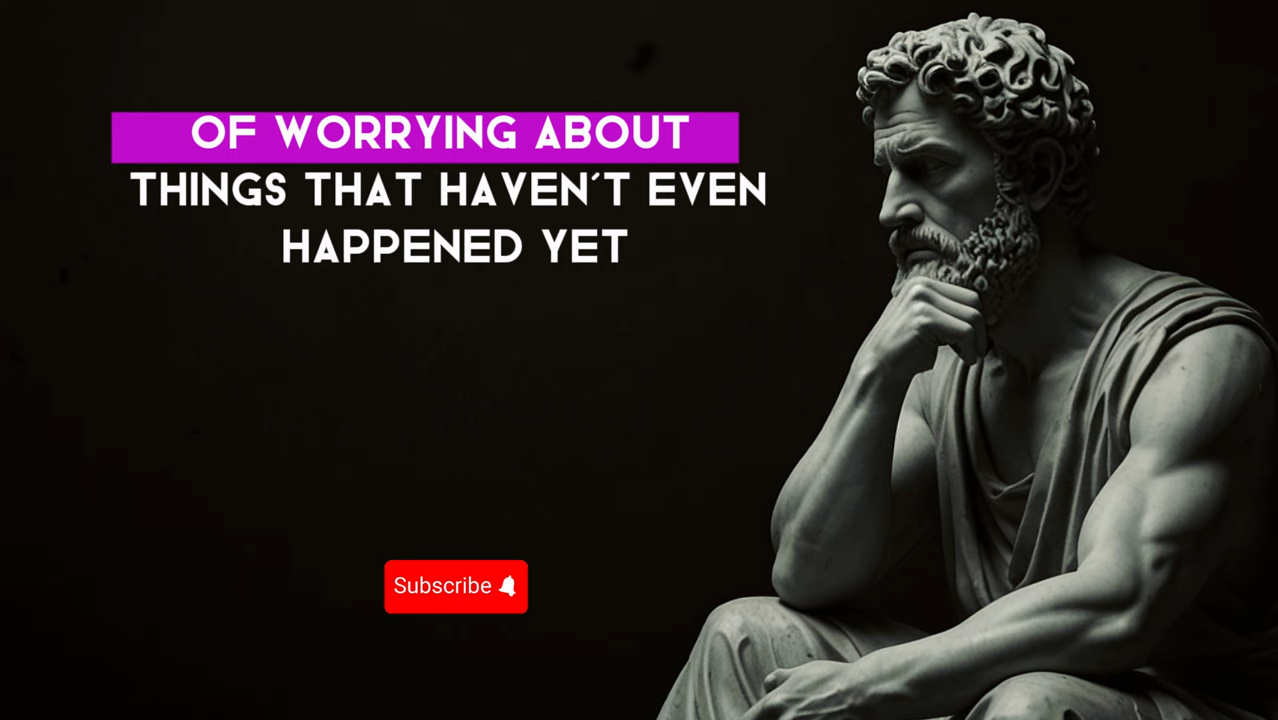 OF WORRYING ABOUT
THINGS THAT HAVEN´T EVEN
HAPPENED YET
Subscribe